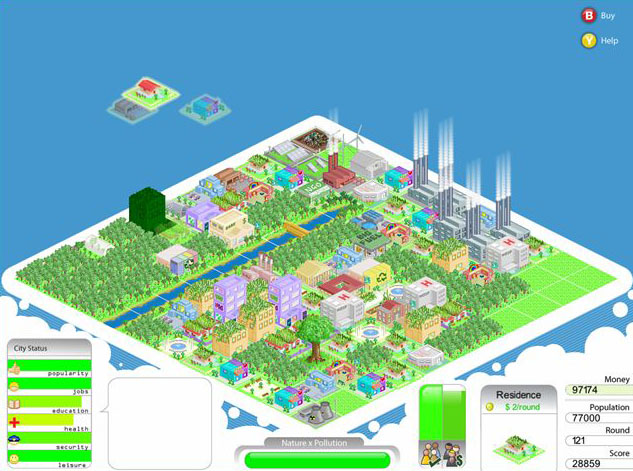 B Buy
Y Help
NGO
H
H
H
City Status
popularity
jobs
education
health
security
leisure
Nature x Pollution
Residence
$ 2/round
Money
97174
Population
77000
Round
121
Score
28859